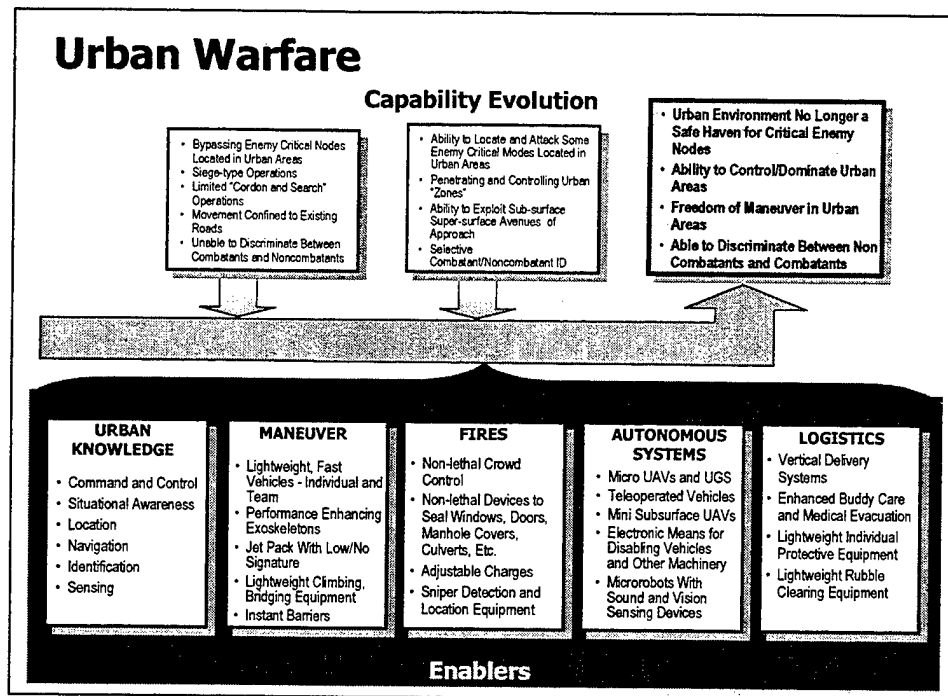 Urban Warfare
Capability Evolution
• Bypassing Enemy Critical Nodes
Located in Urban Areas
• Siege-type Operations
• Limited "Cordon and Search"
Operations
• Movement Confined to Existing
Roads
• Unable to Discriminate Between
Combatants and Noncombatants
• Ability to Locate and Attack Some
Enemy Critical Modes Located in
Urban Areas
• Penetrating and Controlling Urban
"Zones"
• Ability to Exploit Sub-surface
Super-surface Avenues of
Approach
• Selective
Combatant/Noncombatant ID
• Urban Environment No Longer a
Safe Haven for Critical Enemy
Nodes
• Ability to Control/Dominate Urban
Areas
• Freedom of Maneuver in Urban
Areas
• Able to Discriminate Between Non
Combatants and Combatants
URBAN
KNOWLEDGE
• Command and Control
• Situational Awareness
• Location
• Navigation
• Identification
• Sensing
MANEUVER
• Lightweight, Fast
Vehicles - Individual and
Team
• Performance Enhancing
Exoskeletons
• Jet Pack With Low/No
Signature
• Lightweight Climbing,
Bridging Equipment
• Instant Barriers
FIRES
• Non-lethal Crowd
Control
• Non-lethal Devices to
Seal Windows, Doors,
Manhole Covers,
Culverts, Etc.
• Adjustable Charges
• Sniper Detection and
Location Equipment
AUTONOMOUS
SYSTEMS
• Micro UAVs and UGS
• Teleoperated Vehicles
• Mini Subsurface UAVs
• Electronic Means for
Disabling Vehicles
and Other Machinery
• Microrobots With
Sound and Vision
Sensing Devices
LOGISTICS
• Vertical Delivery
Systems
• Enhanced Buddy Care
and Medical Evacuation
• Lightweight Individual
Protective Equipment
• Lightweight Rubble
Clearing Equipment
Enablers